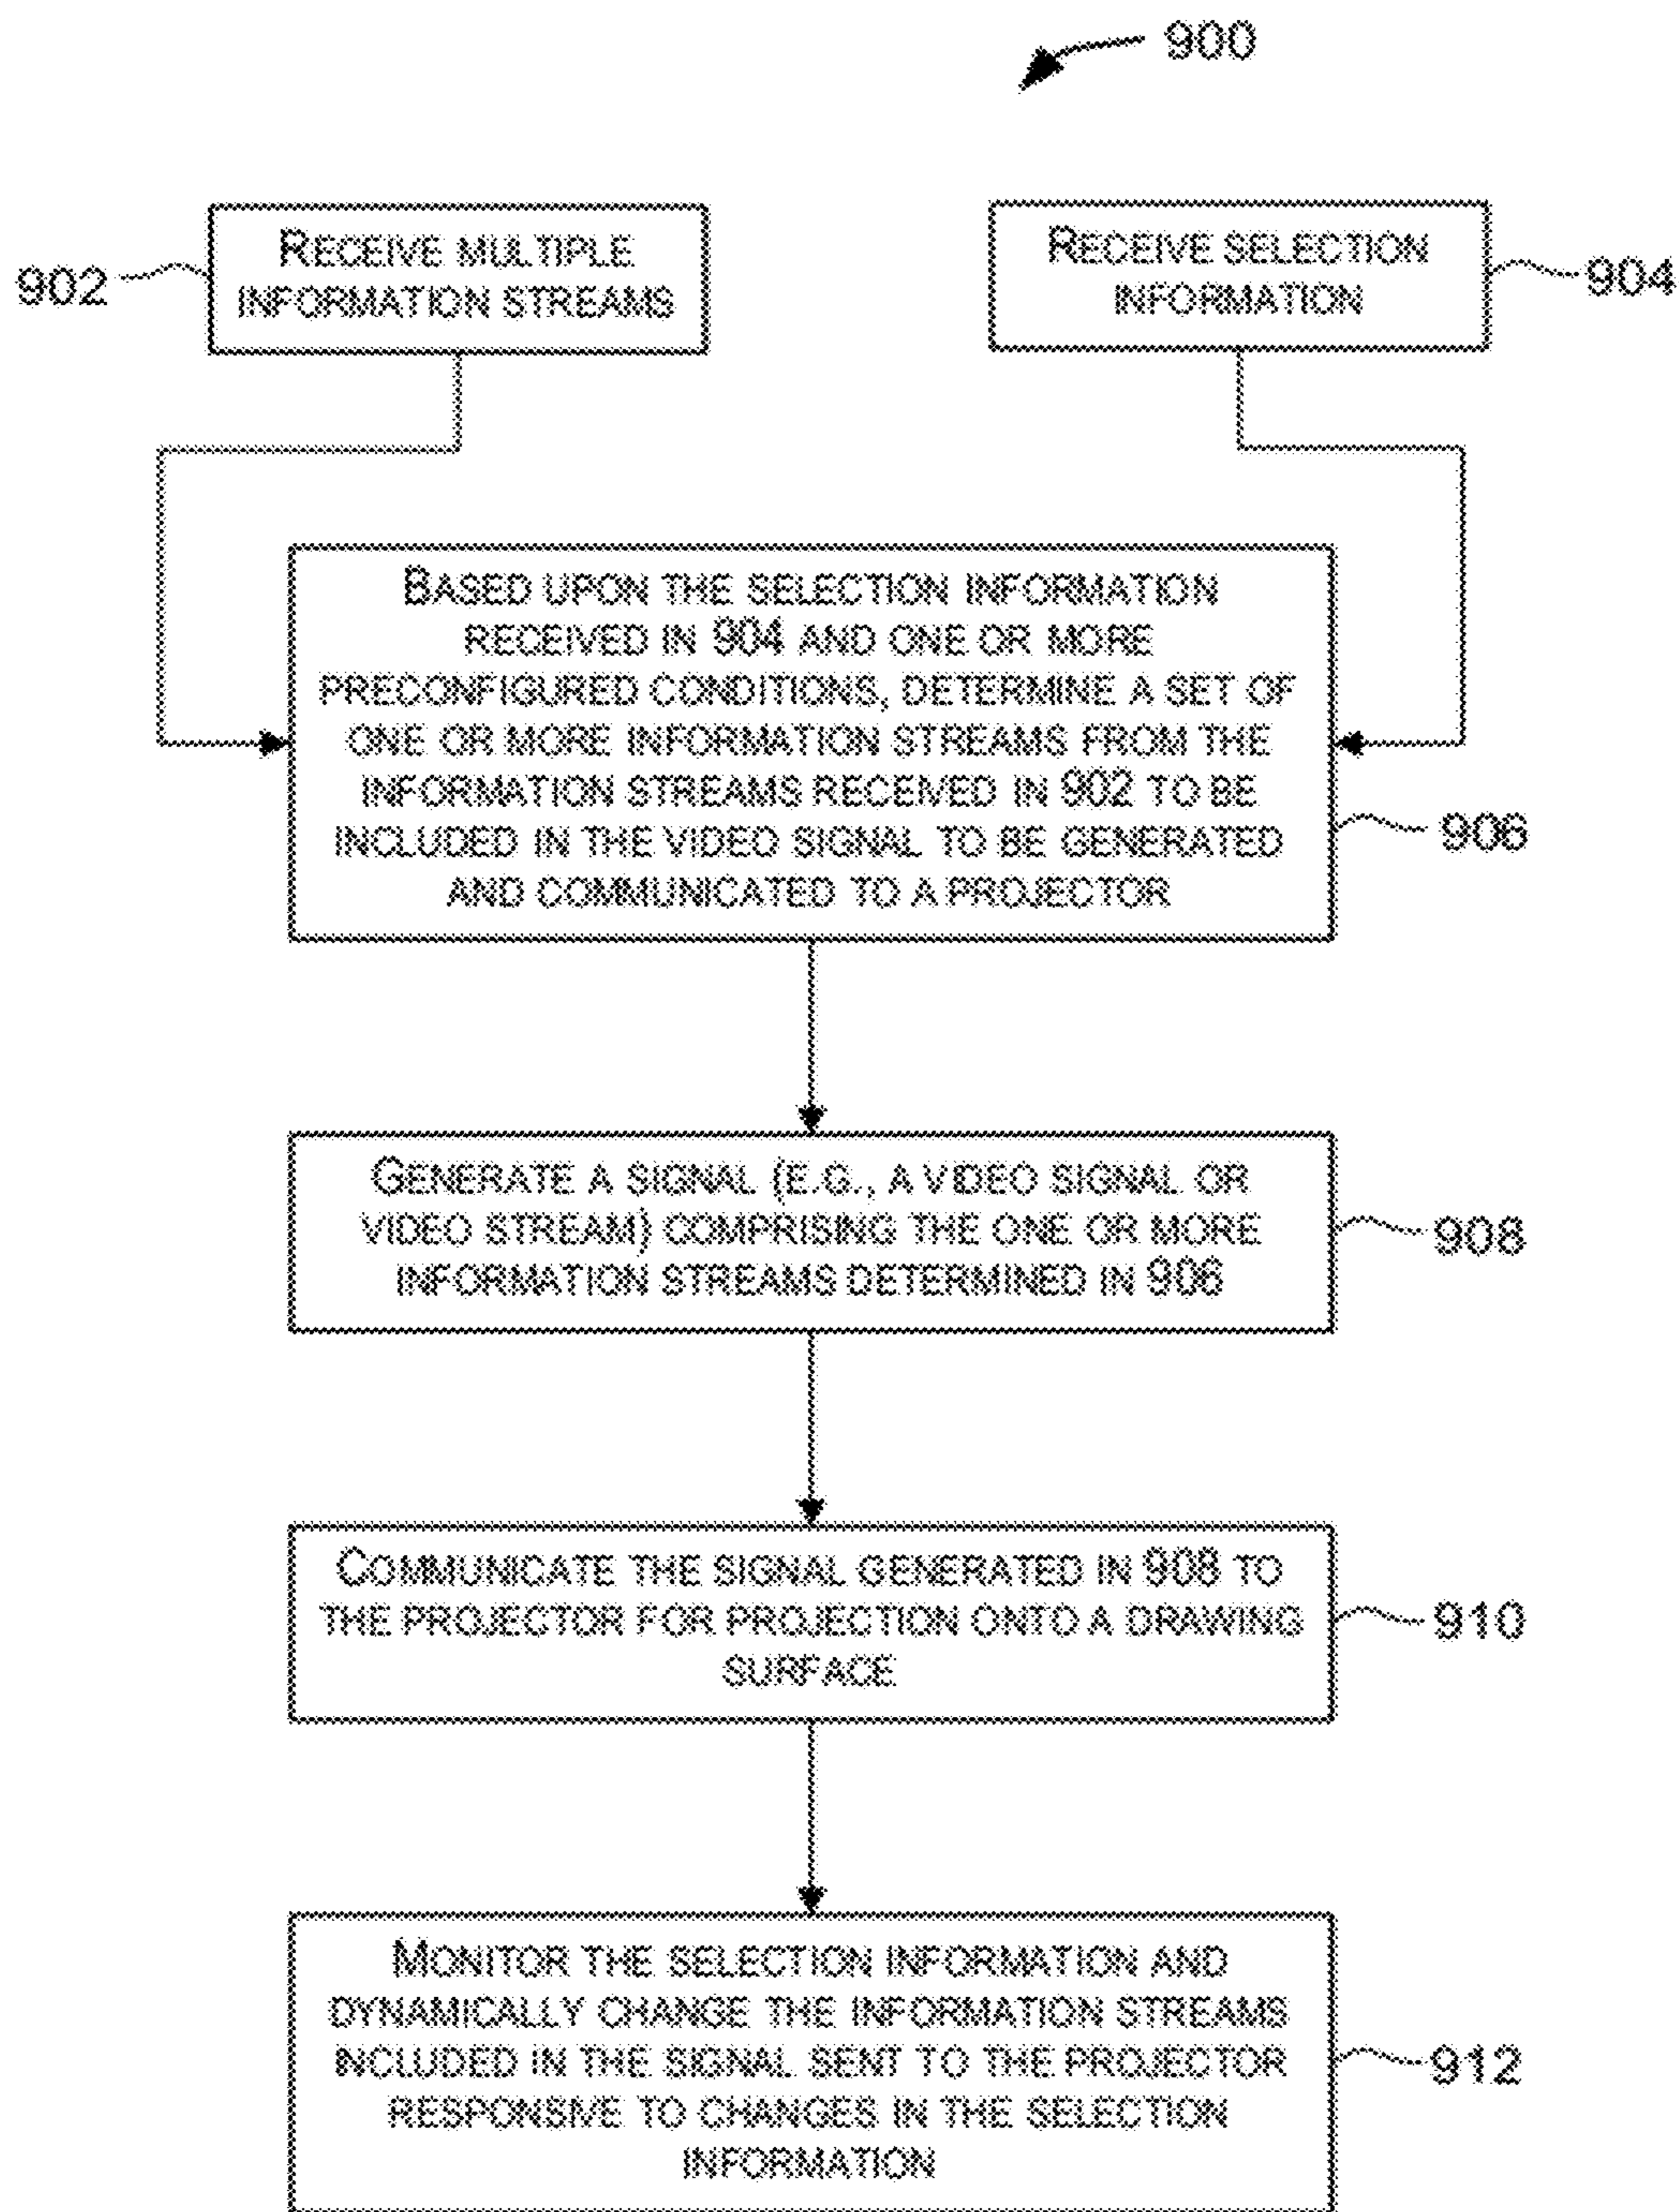 900
RECEIVE MULTIPLE
INFORMATION STREAMS
902
RECEIVE SELECTION
INFORMATION
904
BASED UPON THE SELECTION INFORMATION
RECEIVED IN 904 AND ONE OR MORE
PRECONFIGURED CONDITIONS, DETERMINE A SET OF
ONE OR MORE INFORMATION STREAMS FROM THE
INFORMATION STREAMS RECEIVED IN 902 TO BE
INCLUDED IN THE VIDEO SIGNAL TO BE GENERATED
AND COMMUNICATED TO A PROJECTOR
906
GENERATE A SIGNAL (E.G., A VIDEO SIGNAL OR
VIDEO STREAM) COMPRISING THE ONE OR MORE
INFORMATION STREAMS DETERMINED IN 906
908
COMMUNICATE THE SIGNAL GENERATED IN 908 TO
THE PROJECTOR FOR PROJECTION ONTO A DRAWING
SURFACE
910
MONITOR THE SELECTION INFORMATION AND
DYNAMICALLY CHANGE THE INFORMATION STREAMS
INCLUDED IN THE SIGNAL SENT TO THE PROJECTOR
RESPONSIVE TO CHANGES IN THE SELECTION
INFORMATION
912